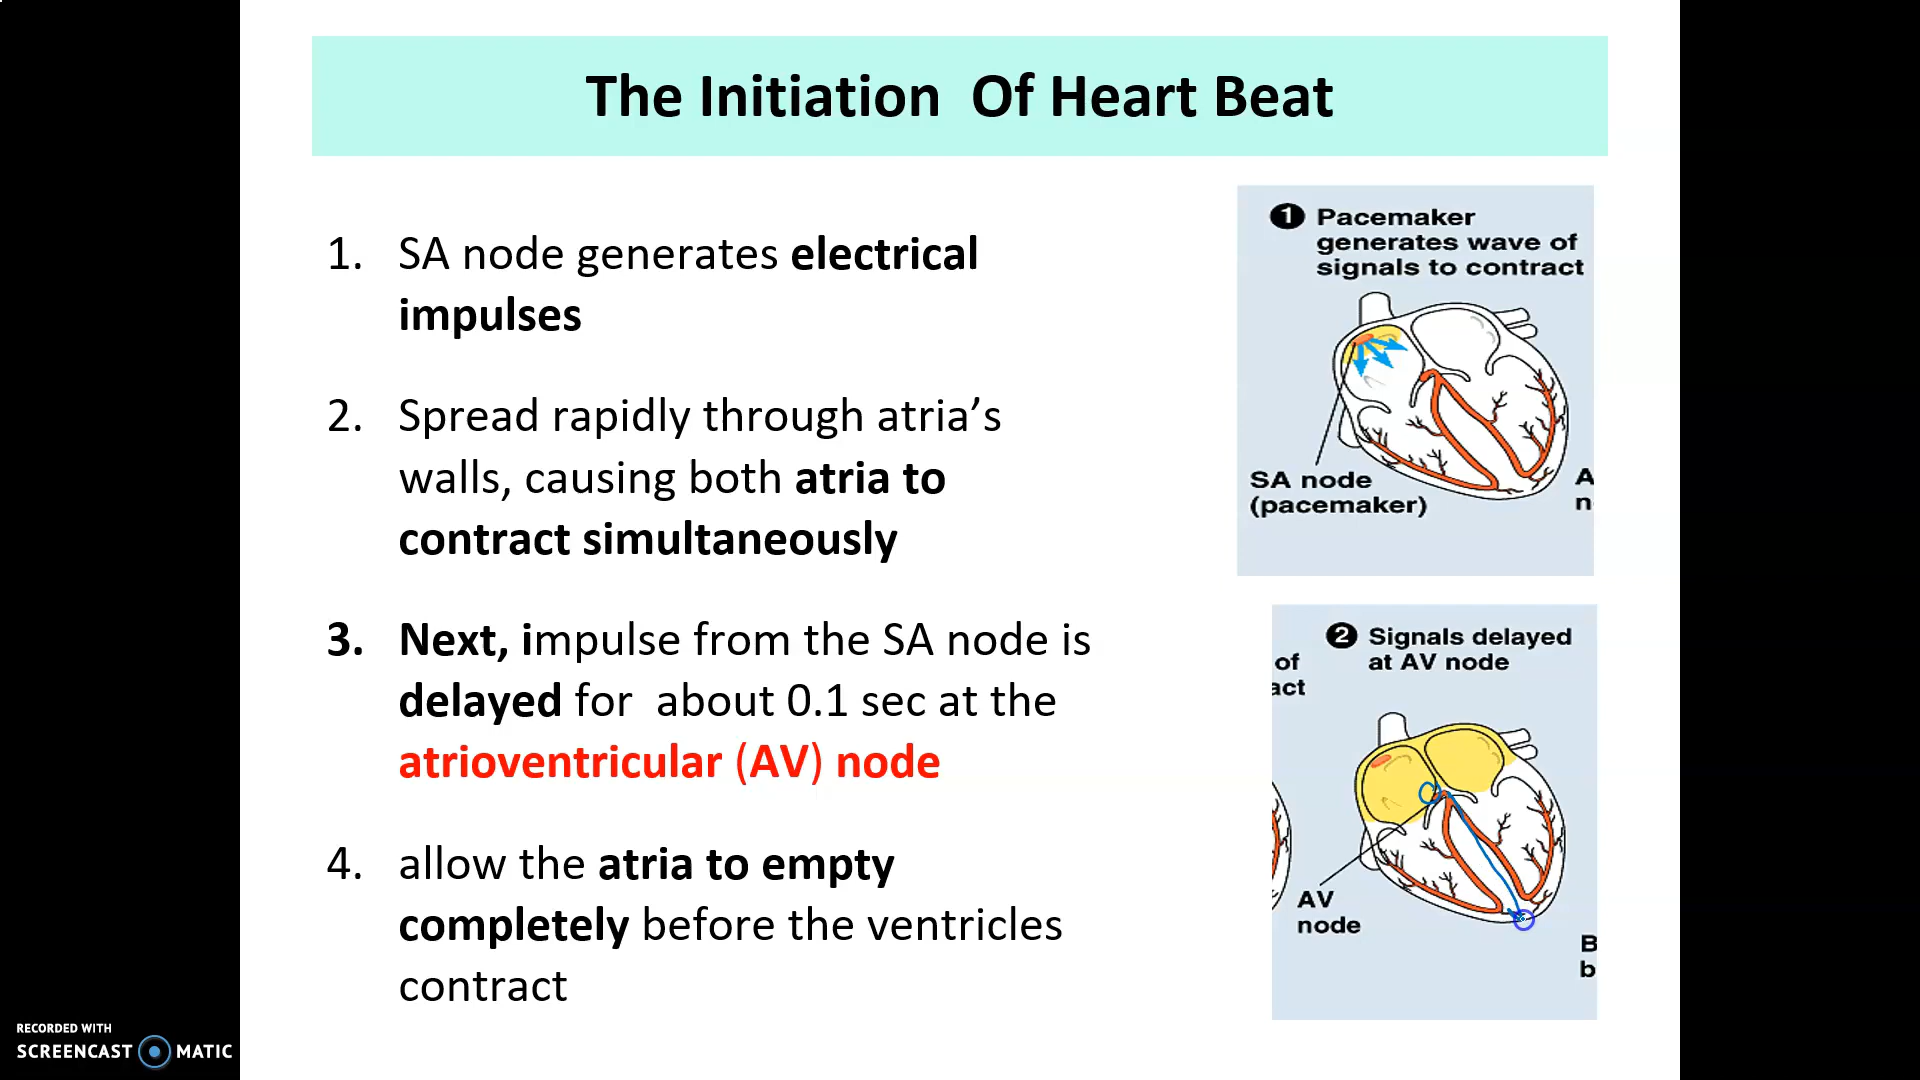 The Initiation  Of Heart Beat
1. SA node generates electrical
impulses
2. Spread rapidly through atria’s
walls, causing both atria to
contract simultaneously
3. Next, impulse from the SA node is
delayed for  about 0.1 sec at the
atrioventricular (AV) node
4. allow the atria to empty
completely before the ventricles
contract
1 Pacemaker
generates wave of
signals to contract
SA node
(pacemaker)
A
n
2 Signals delayed
at AV node
of
act
AV
node
B
b
RECORDED WITH
SCREENCAST MATIC